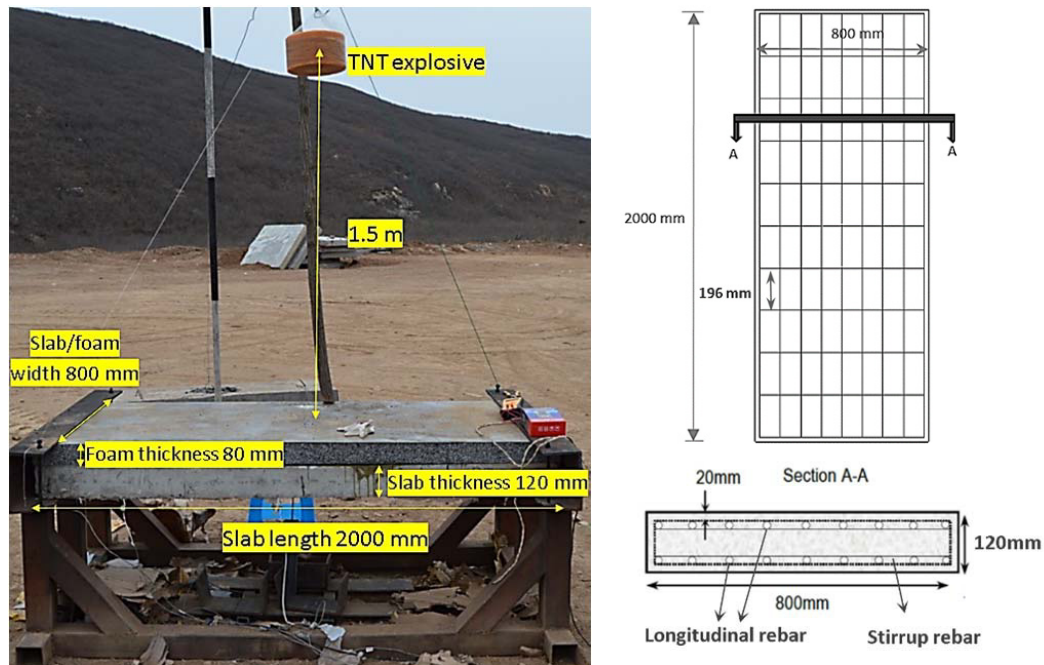 TNT explosive
1.5 m
Slab/foam
width 800 mm
Foam thickness 80 mm
Slab thickness 120 mm
Slab length 2000 mm
800 mm
A
A
2000 mm
196 mm
20mm
Section A-A
120mm
800mm
Longitudinal rebar
Stirrup rebar